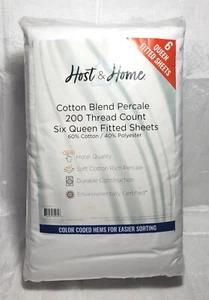 6
QUEEN
FITTED SHEETS
Host & Home
Cotton Blend Percale
200 Thread Count
Six Queen Fitted Sheets
60% Cotton / 40% Polyester
Hotel Quality
Soft Cotton Rich Percale
Durable Construction
Environmentally Certified*
COLOR CODED HEMS FOR EASIER SORTING